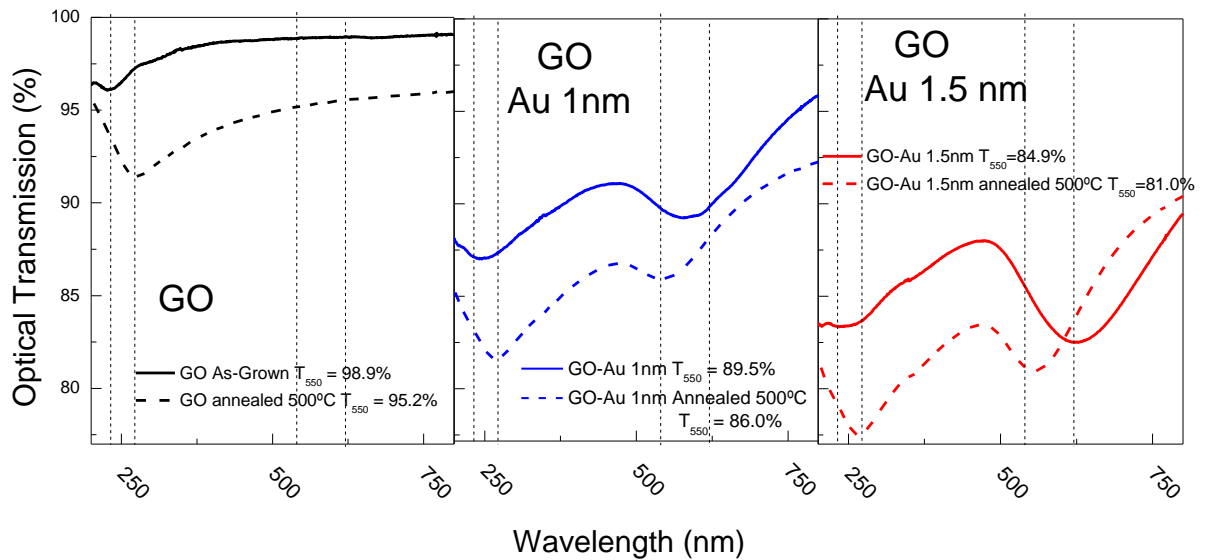 Optical Transmission (%)
100
95
90
85
80
GO
GO As-Grown T550 = 98.9%
GO annealed 500ºC T550 = 95.2%
250
500
750
GO
Au 1nm
GO-Au 1nm T550 = 89.5%
GO-Au 1nm Annealed 500ºC
T550 = 86.0%
250
500
750
GO
Au 1.5 nm
GO-Au 1.5nm T550=84.9%
GO-Au 1.5nm annealed 500ºC T550=81.0%
250
500
750
Wavelength (nm)